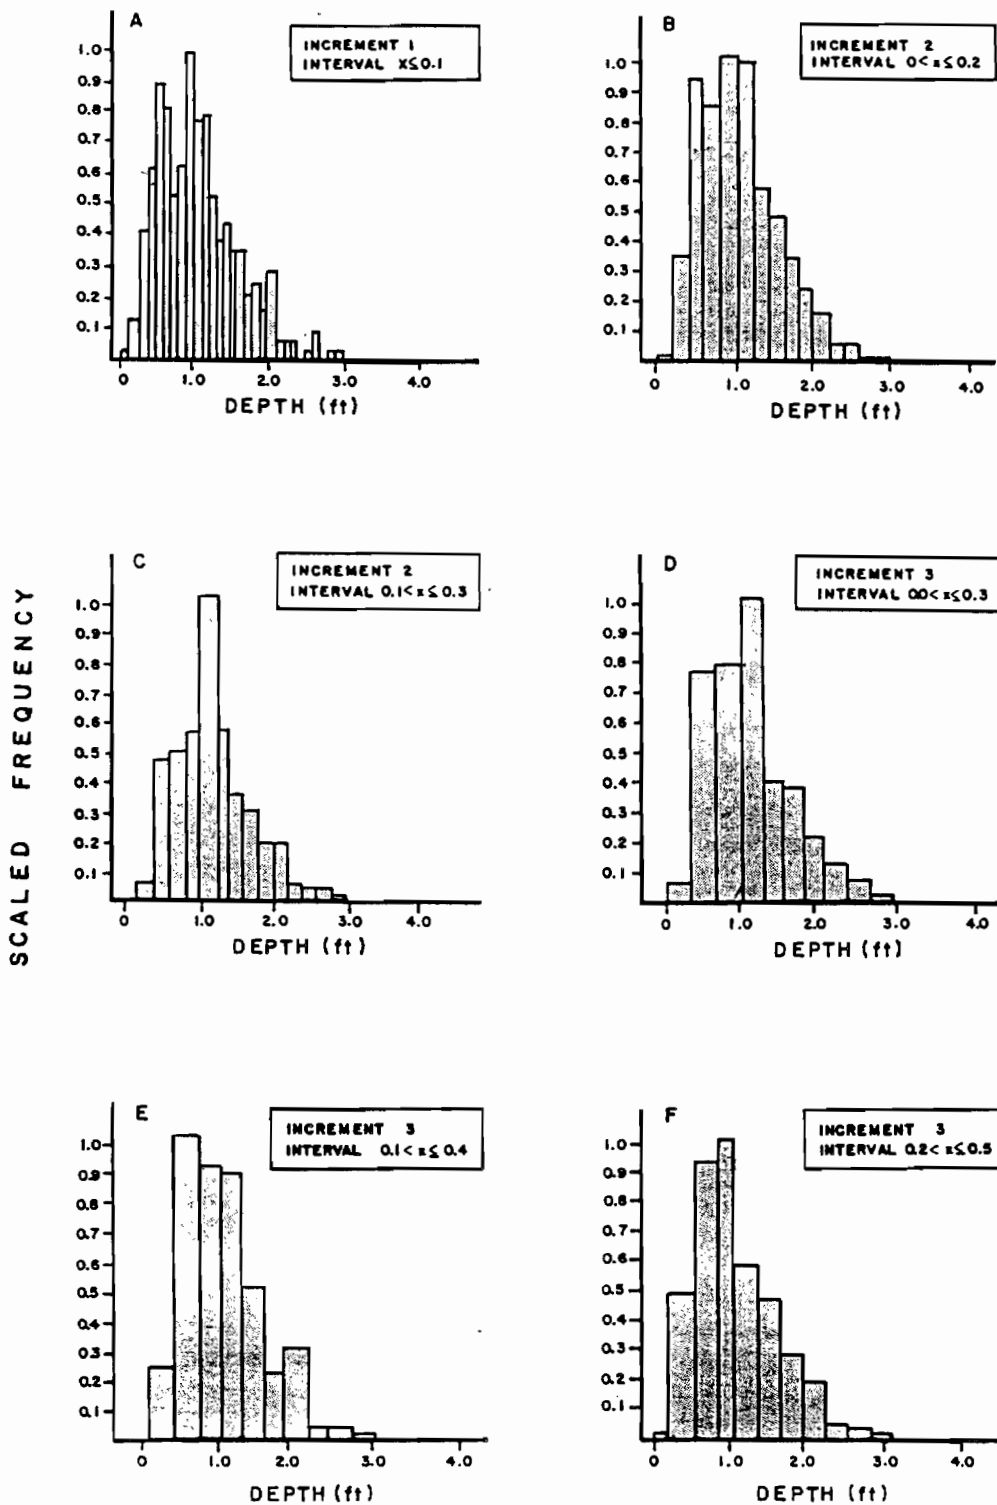 SCALED FREQUENCY
A
INCREMENT 1
INTERVAL X≤0.1
1.0
0.9
0.8
0.7
0.6
0.5
0.4
0.3
0.2
0.1
0 1.0 2.0 3.0 4.0
DEPTH (ft)
B
INCREMENT 2
INTERVAL 0<x≤0.2
1.0
0.9
0.8
0.7
0.6
0.5
0.4
0.3
0.2
0.1
0 1.0 2.0 3.0 4.0
DEPTH (ft)
C
INCREMENT 2
INTERVAL 0.1<x≤0.3
1.0
0.9
0.8
0.7
0.6
0.5
0.4
0.3
0.2
0.1
0 1.0 2.0 3.0 4.0
DEPTH (ft)
D
INCREMENT 3
INTERVAL 0.0<x≤0.3
1.0
0.9
0.8
0.7
0.6
0.5
0.4
0.3
0.2
0.1
0 1.0 2.0 3.0 4.0
DEPTH (ft)
E
INCREMENT 3
INTERVAL 0.1<x≤0.4
1.0
0.9
0.8
0.7
0.6
0.5
0.4
0.3
0.2
0.1
0 1.0 2.0 3.0 4.0
DEPTH (ft)
F
INCREMENT 3
INTERVAL 0.2<x≤0.5
1.0
0.9
0.8
0.7
0.6
0.5
0.4
0.3
0.2
0.1
0 1.0 2.0 3.0 4.0
DEPTH (ft)